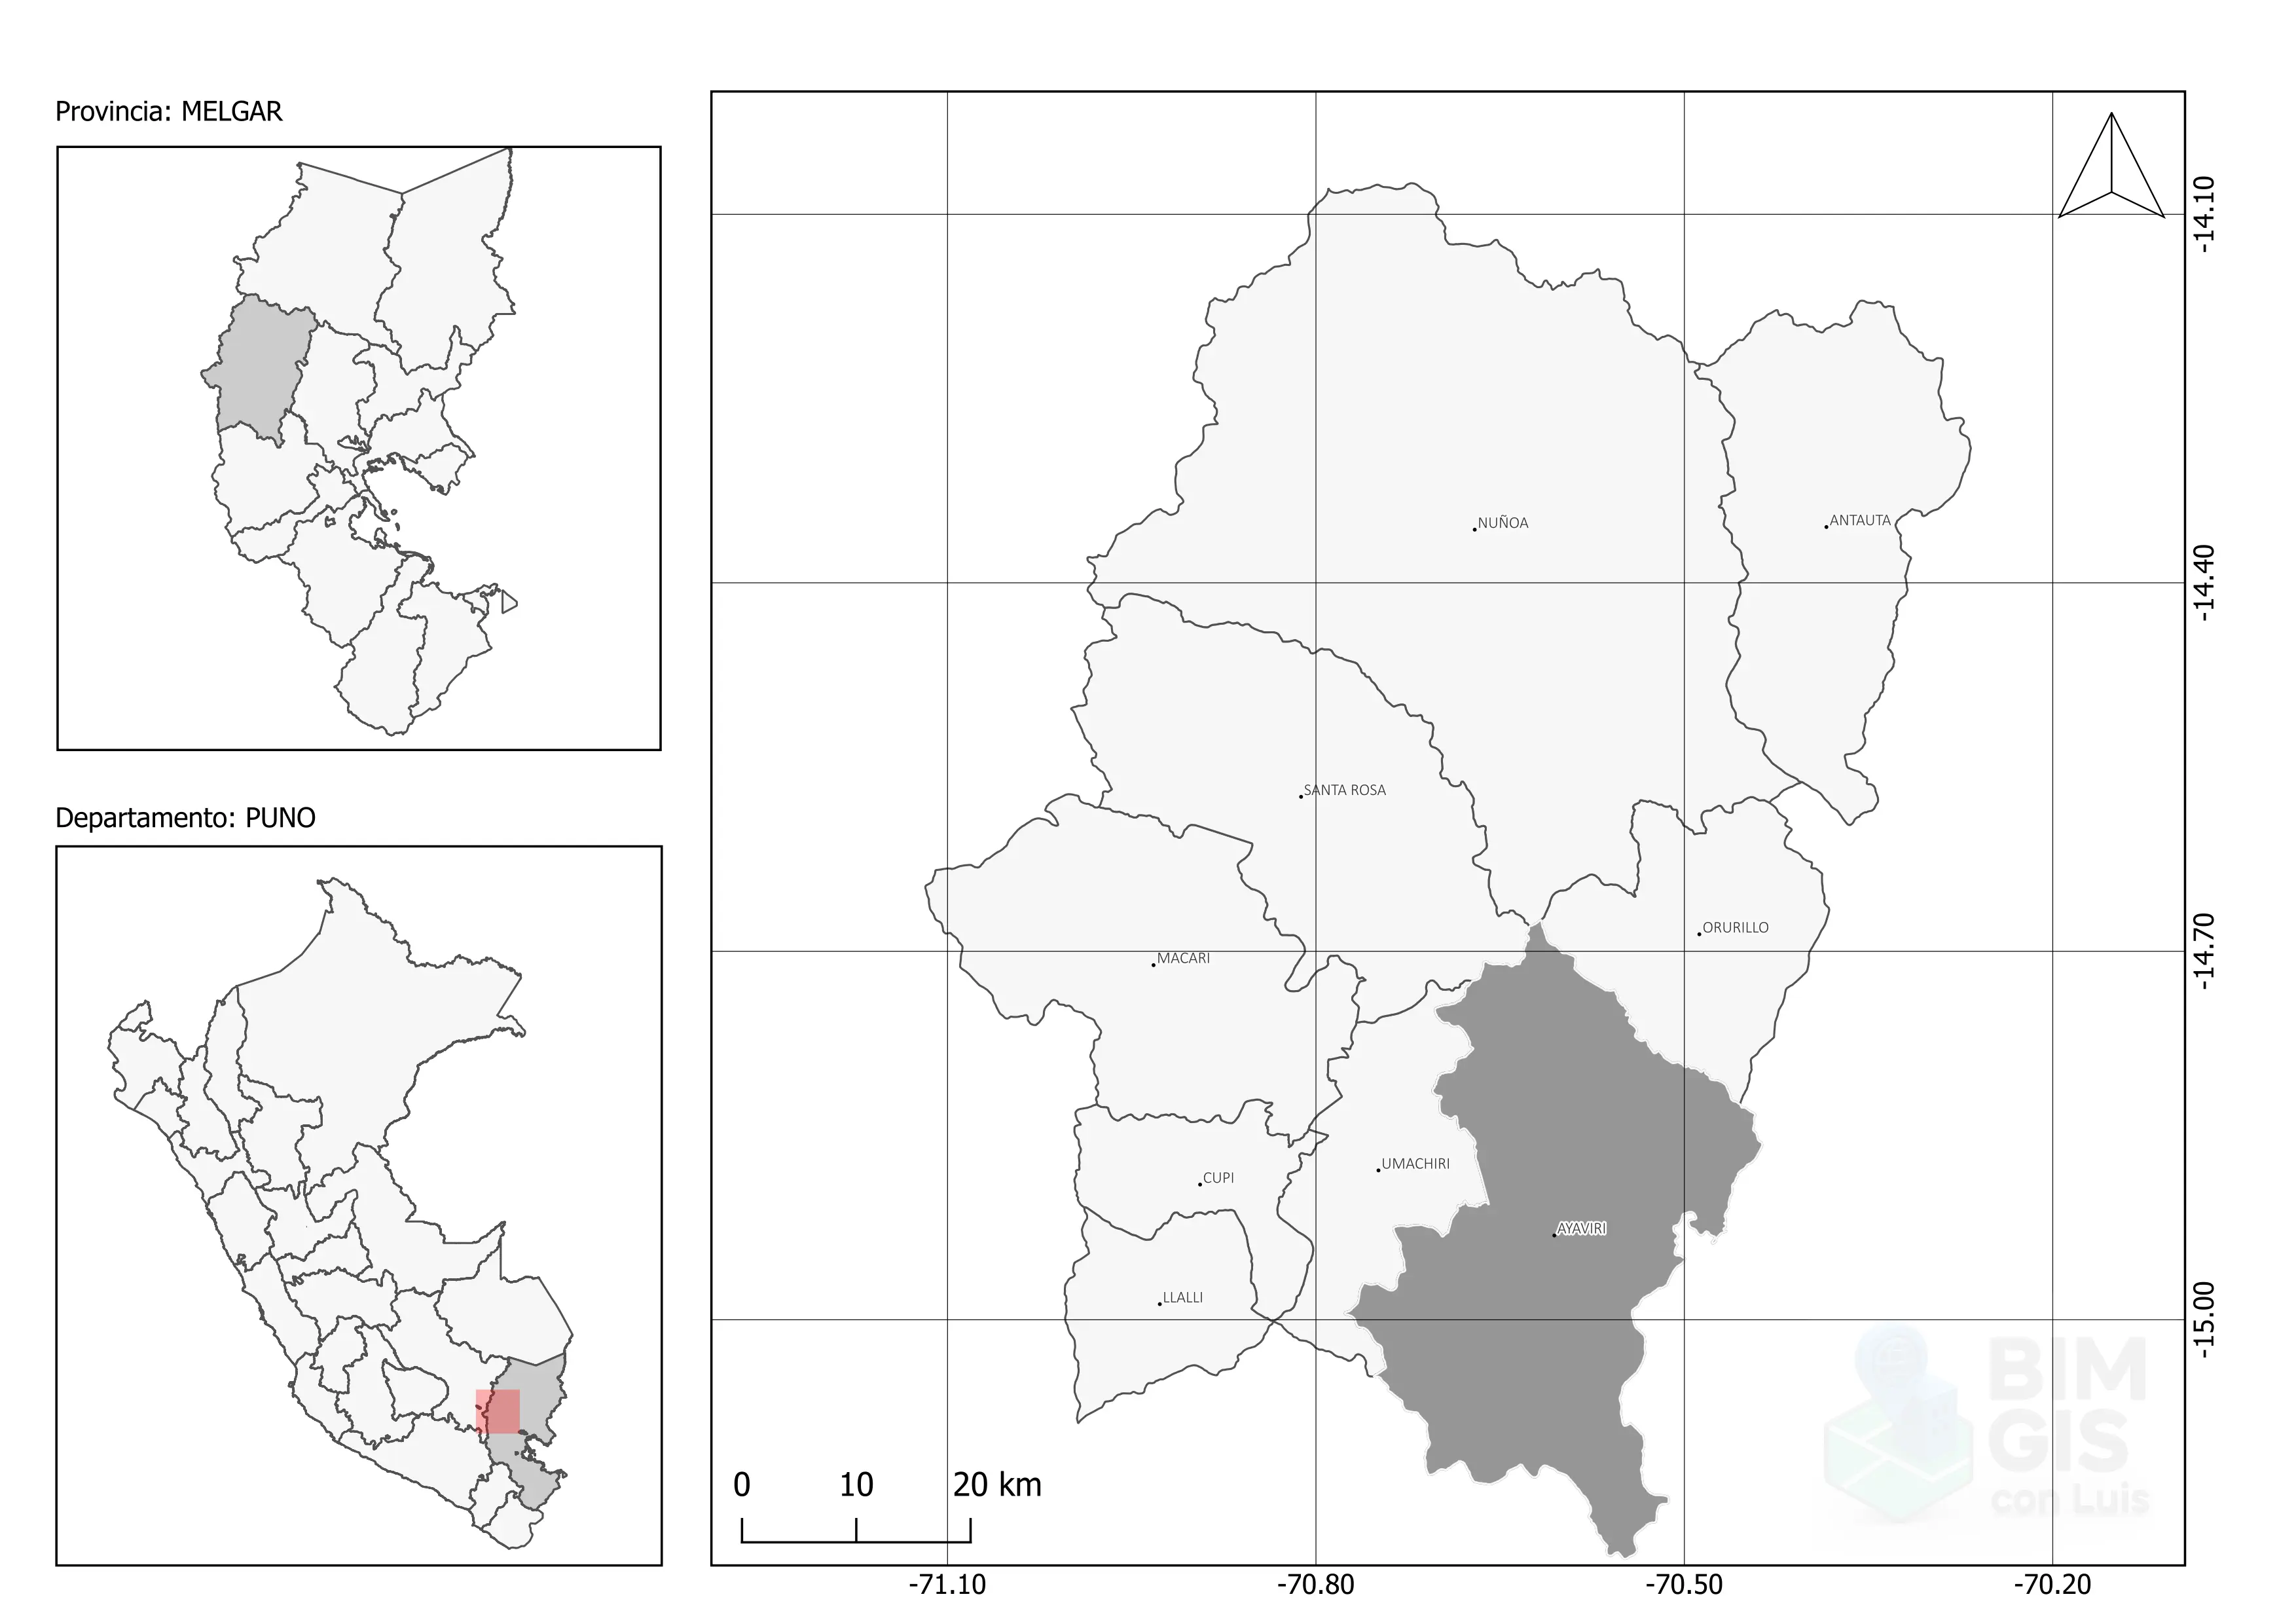 Provincia: MELGAR
Departamento: PUNO
NUÑOA
ANTAUTA
SANTA ROSA
ORURILLO
MACARI
UMACHIRI
CUPI
AYAVIRI
LLALLI
-14.10
-14.40
-14.70
-15.00
0 10 20 km
BIM
GIS
con Luis
-71.10 -70.80 -70.50 -70.20